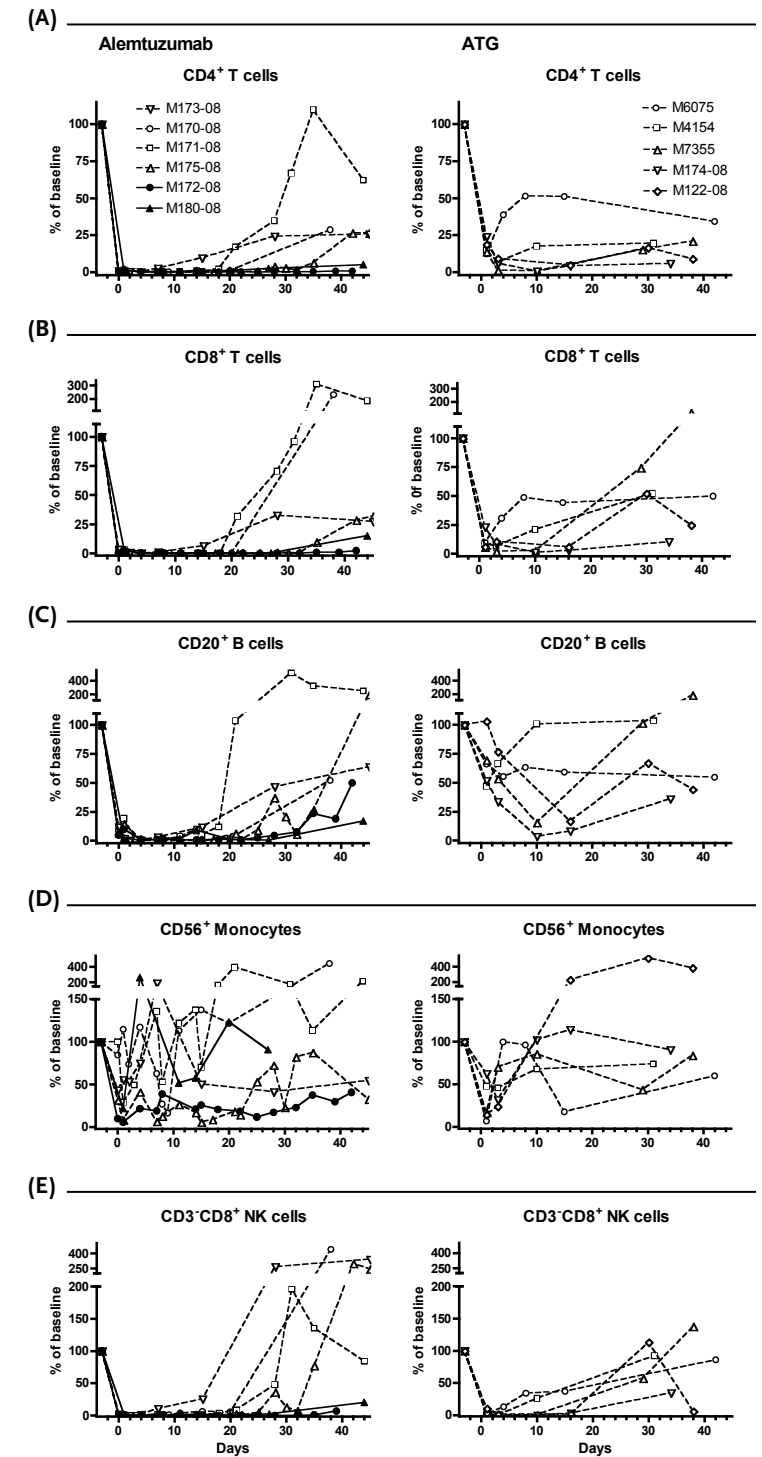 (A)
Alemtuzumab ATG
CD4+ T cells CD4+ T cells
% of baseline
100
75
50
25
0
0 10 20 30 40
M173-08
M170-08
M171-08
M175-08
M172-08
M180-08
% of baseline
100
75
50
25
0
0 10 20 30 40
M6075
M4154
M7355
M174-08
M122-08
(B)
CD8+ T cells CD8+ T cells
% of baseline
300
200
100
75
50
25
0
0 10 20 30 40
% 0f baseline
300
200
100
75
50
25
0
0 10 20 30 40
(C)
CD20+ B cells CD20+ B cells
% of baseline
400
200
100
75
50
25
0
0 10 20 30 40
% of baseline
400
200
100
75
50
25
0
0 10 20 30 40
(D)
CD56+ Monocytes CD56+ Monocytes
% of baseline
400
200
150
100
50
0
0 10 20 30 40
% of baseline
400
200
150
100
50
0
0 10 20 30 40
(E)
CD3-CD8+ NK cells CD3-CD8+ NK cells
% of baseline
400
250
200
150
100
50
0
0 10 20 30 40
Days
% of baseline
400
250
200
150
100
50
0
0 10 20 30 40
Days